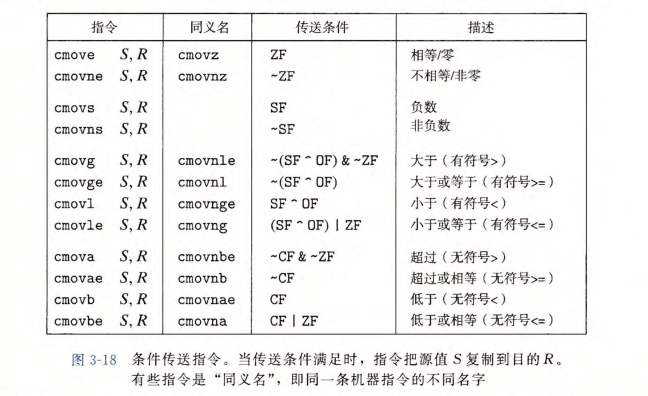 指令 同义名 传送条件 描述
cmove S, R cmovz ZF 相等/零
cmovne S, R cmovnz ~ZF 不相等/非零
cmovs S, R SF 负数
cmovns S, R ~SF 非负数
cmovg S, R cmovnle ~(SF ^ OF) & ~ZF 大于(有符号>)
cmovge S, R cmovnl ~(SF ^ OF) 大于或等于(有符号>=)
cmovl S, R cmovnge SF ^ OF 小于(有符号<)
cmovle S, R cmovng (SF ^ OF) | ZF 小于或等于(有符号<=)
cmova S, R cmovnbe ~CF & ~ZF 超过(无符号>)
cmovae S, R cmovnb ~CF 超过或相等(无符号>=)
cmovb S, R cmovnae CF 低于(无符号<)
cmovbe S, R cmovna CF | ZF 低于或相等(无符号<=)
图 3-18 条件传送指令。当传送条件满足时,指令把源值 S 复制到目的 R。
有些指令是“同义名”,即同一条机器指令的不同名字